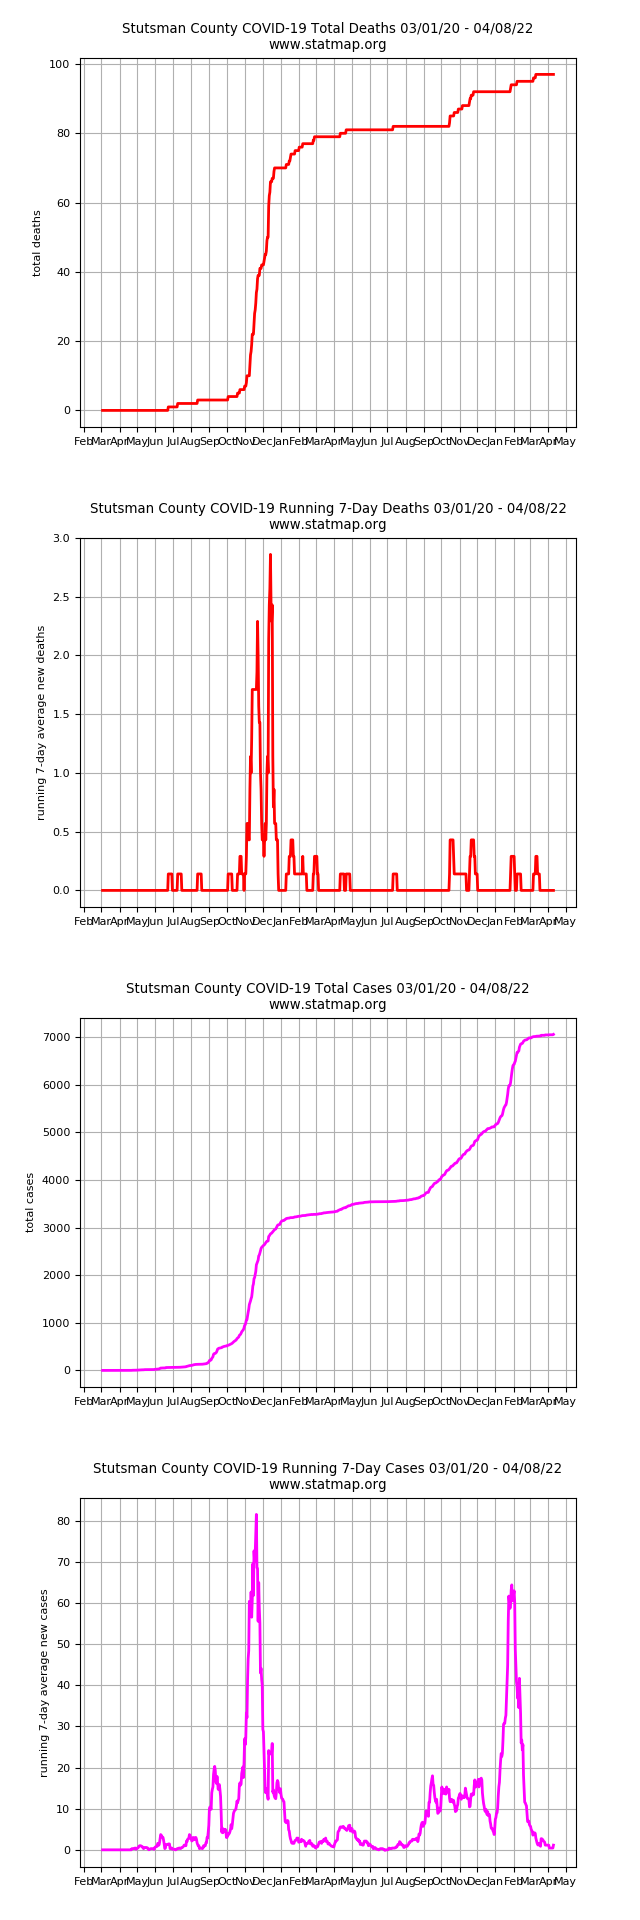 Stutsman County COVID-19 Total Deaths 03/01/20 - 04/08/22
www.statmap.org
100
80
60
40
20
0
total deaths
Feb Mar Apr May Jun Jul Aug Sep Oct Nov Dec Jan Feb Mar Apr May Jun Jul Aug Sep Oct Nov Dec Jan Feb Mar Apr May
Stutsman County COVID-19 Running 7-Day Deaths 03/01/20 - 04/08/22
www.statmap.org
3.0
2.5
2.0
1.5
1.0
0.5
0.0
running 7-day average new deaths
Feb Mar Apr May Jun Jul Aug Sep Oct Nov Dec Jan Feb Mar Apr May Jun Jul Aug Sep Oct Nov Dec Jan Feb Mar Apr May
Stutsman County COVID-19 Total Cases 03/01/20 - 04/08/22
www.statmap.org
7000
6000
5000
4000
3000
2000
1000
0
total cases
Feb Mar Apr May Jun Jul Aug Sep Oct Nov Dec Jan Feb Mar Apr May Jun Jul Aug Sep Oct Nov Dec Jan Feb Mar Apr May
Stutsman County COVID-19 Running 7-Day Cases 03/01/20 - 04/08/22
www.statmap.org
80
70
60
50
40
30
20
10
0
running 7-day average new cases
Feb Mar Apr May Jun Jul Aug Sep Oct Nov Dec Jan Feb Mar Apr May Jun Jul Aug Sep Oct Nov Dec Jan Feb Mar Apr May